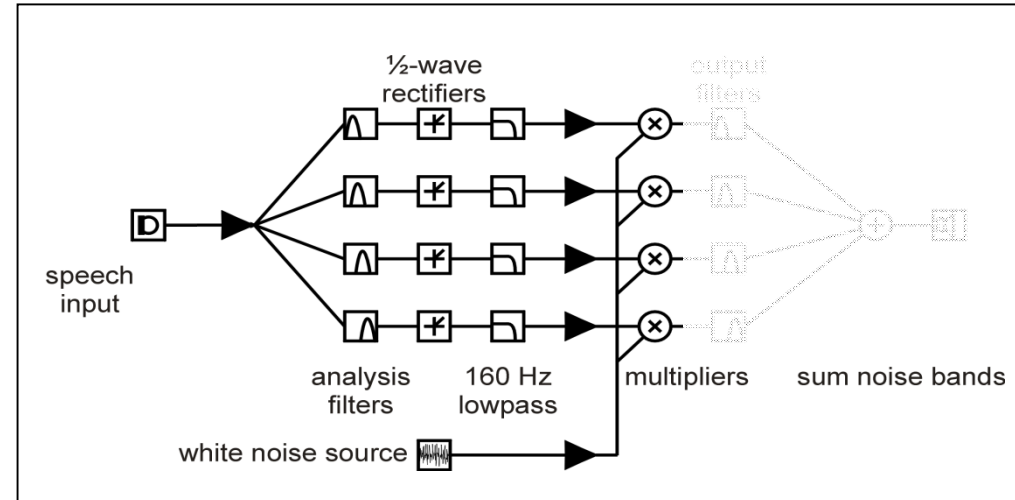 ½-wave
rectifiers
output
filters
speech
input
analysis
filters
160 Hz
lowpass
multipliers
sum noise bands
white noise source